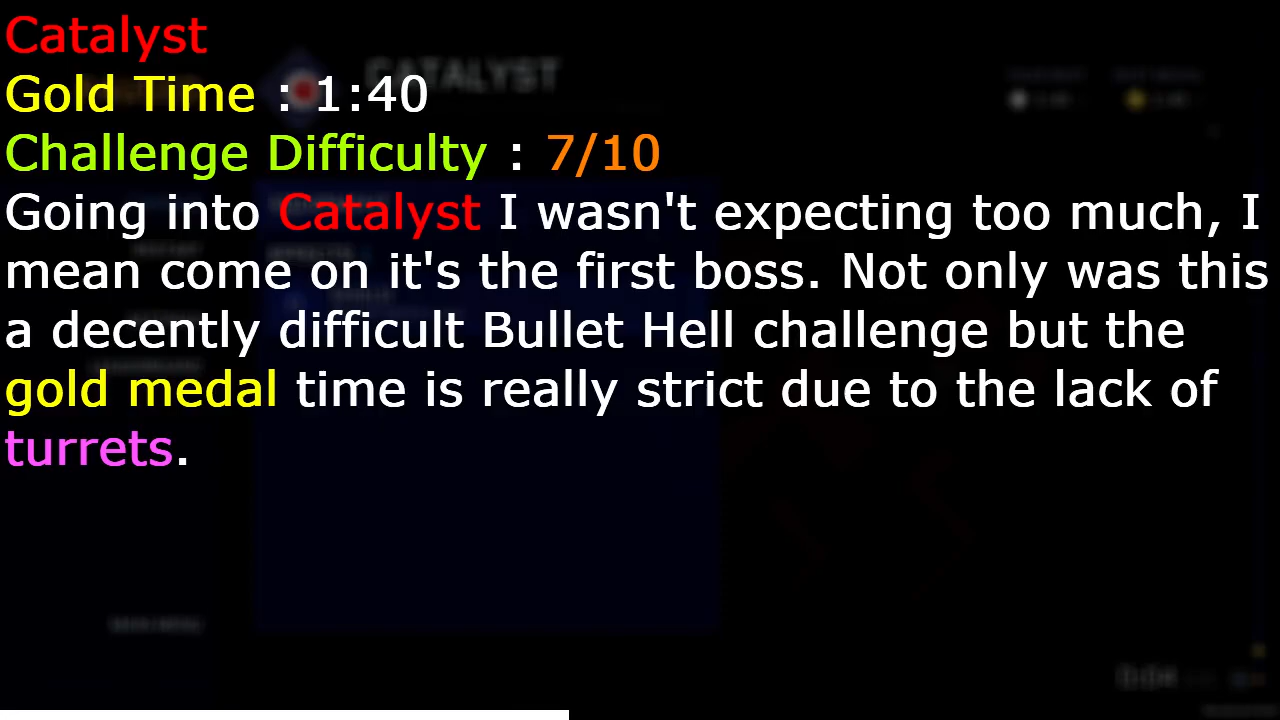 Catalyst
Gold Time : 1:40
Challenge Difficulty : 7/10
Going into Catalyst I wasn't expecting too much, I
mean come on it's the first boss. Not only was this
a decently difficult Bullet Hell challenge but the
gold medal time is really strict due to the lack of
turrets.
CATALYST